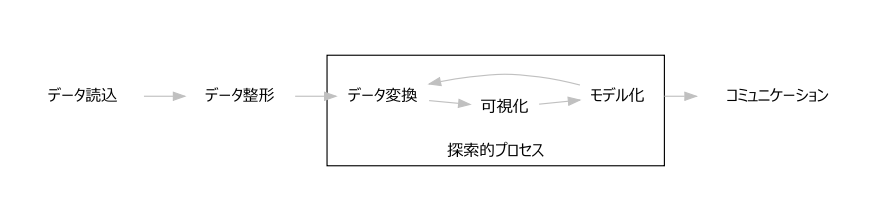 データ読込
データ整形
データ変換
可視化
モデル化
コミュニケーション
探索的プロセス